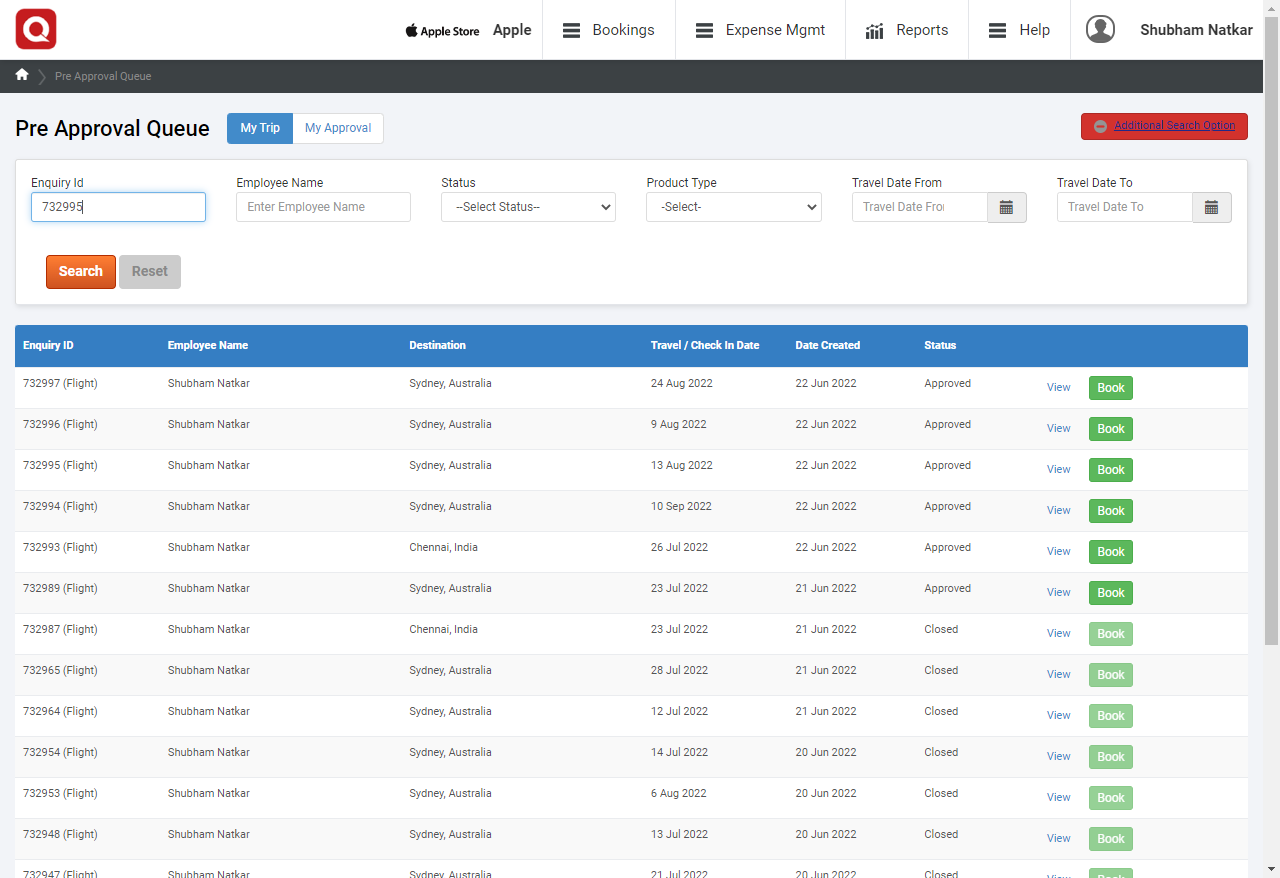 Apple Store Apple Bookings Expense Mgmt Reports Help Shubham Natkar
Pre Approval Queue
Pre Approval Queue My Trip My Approval Additional Search Option
Enquiry Id Employee Name Status Product Type Travel Date From Travel Date To
732995 Enter Employee Name --Select Status-- -Select- Travel Date Fro Travel Date To
Search Reset
Enquiry ID Employee Name Destination Travel / Check In Date Date Created Status
732997 (Flight) Shubham Natkar Sydney, Australia 24 Aug 2022 22 Jun 2022 Approved View Book
732996 (Flight) Shubham Natkar Sydney, Australia 9 Aug 2022 22 Jun 2022 Approved View Book
732995 (Flight) Shubham Natkar Sydney, Australia 13 Aug 2022 22 Jun 2022 Approved View Book
732994 (Flight) Shubham Natkar Sydney, Australia 10 Sep 2022 22 Jun 2022 Approved View Book
732993 (Flight) Shubham Natkar Chennai, India 26 Jul 2022 22 Jun 2022 Approved View Book
732989 (Flight) Shubham Natkar Sydney, Australia 23 Jul 2022 21 Jun 2022 Approved View Book
732987 (Flight) Shubham Natkar Chennai, India 23 Jul 2022 21 Jun 2022 Closed View Book
732965 (Flight) Shubham Natkar Sydney, Australia 28 Jul 2022 21 Jun 2022 Closed View Book
732964 (Flight) Shubham Natkar Sydney, Australia 12 Jul 2022 21 Jun 2022 Closed View Book
732954 (Flight) Shubham Natkar Sydney, Australia 14 Jul 2022 20 Jun 2022 Closed View Book
732953 (Flight) Shubham Natkar Sydney, Australia 6 Aug 2022 20 Jun 2022 Closed View Book
732948 (Flight) Shubham Natkar Sydney, Australia 13 Jul 2022 20 Jun 2022 Closed View Book
732947 (Flight) Shubham Natkar Sydney, Australia 21 Jul 2022 20 Jun 2022 Closed View Book